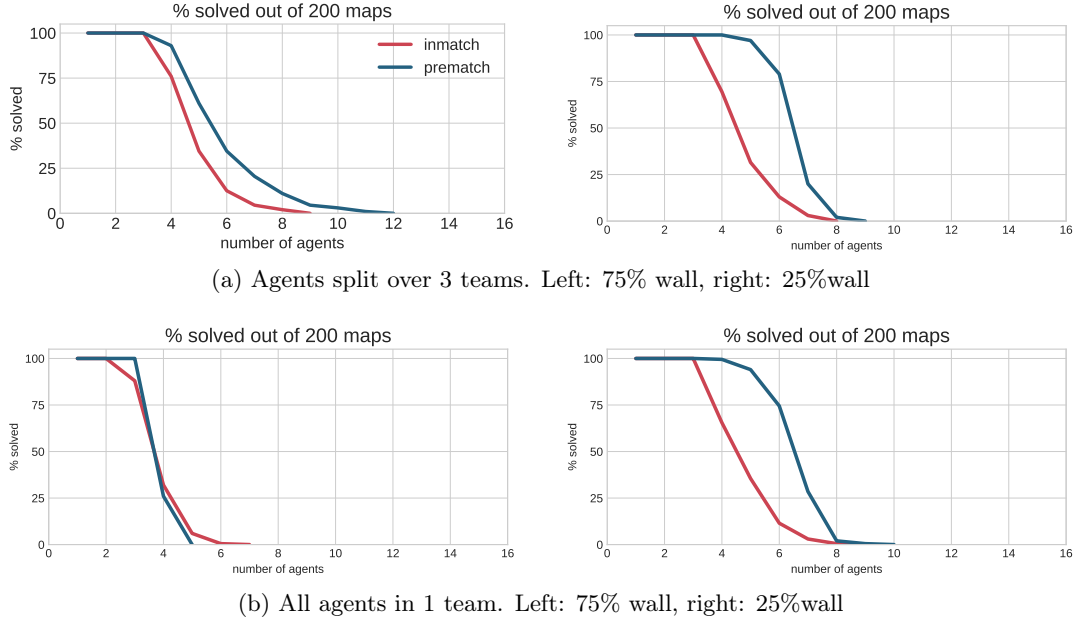 % solved out of 200 maps
100
75
50
25
0
% solved
inmatch
prematch
0 2 4 6 8 10 12 14 16
number of agents
% solved out of 200 maps
100
75
50
25
0
% solved
0 2 4 6 8 10 12 14 16
number of agents
(a) Agents split over 3 teams. Left: 75% wall, right: 25%wall
% solved out of 200 maps
100
75
50
25
0
% solved
0 2 4 6 8 10 12 14 16
number of agents
% solved out of 200 maps
100
75
50
25
0
% solved
0 2 4 6 8 10 12 14 16
number of agents
(b) All agents in 1 team. Left: 75% wall, right: 25%wall